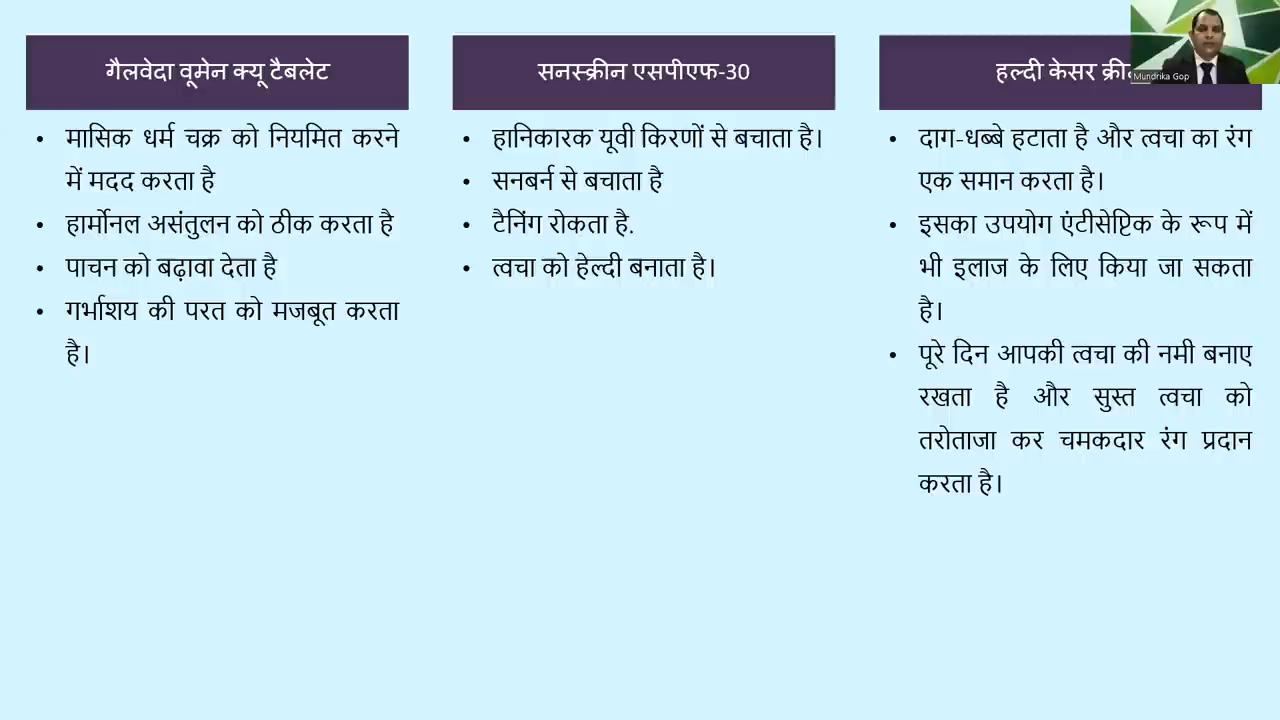 गैलवेदा वूमेन क्यू टैबलेट
मासिक धर्म चक्र को नियमित करने
में मदद करता है
हार्मोनल असंतुलन को ठीक करता है
पाचन को बढ़ावा देता है
गर्भाशय की परत को मजबूत करता
है।
सनस्क्रीन एसपीएफ-30
हानिकारक यूवी किरणों से बचाता है।
सनबर्न से बचाता है
टैनिंग रोकता है.
त्वचा को हेल्दी बनाता है।
हल्दी केसर
दाग-धब्बे हटाता है और त्वचा का रंग
एक समान करता है।
इसका उपयोग एंटीसेप्टिक के रूप में
भी इलाज के लिए किया जा सकता
है।
पूरे दिन आपकी त्वचा की नमी बनाए
रखता है और सुस्त त्वचा को
तरोताजा कर चमकदार रंग प्रदान
करता है।
Mundrika Gop